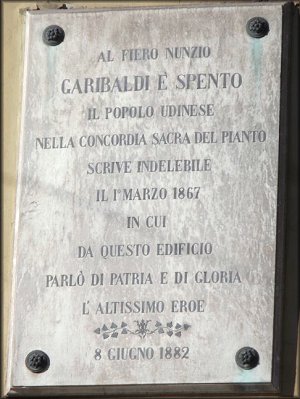 AL FIERO NUNZIO
GARIBALDI È SPENTO
IL POPOLO UDINESE
NELLA CONCORDIA SACRA DEL PIANTO
SCRIVE INDELEBILE
IL 1° MARZO 1867
IN CUI
DA QUESTO EDIFICIO
PARLÒ DI PATRIA E DI GLORIA
L'ALTISSIMO EROE
8 GIUGNO 1882